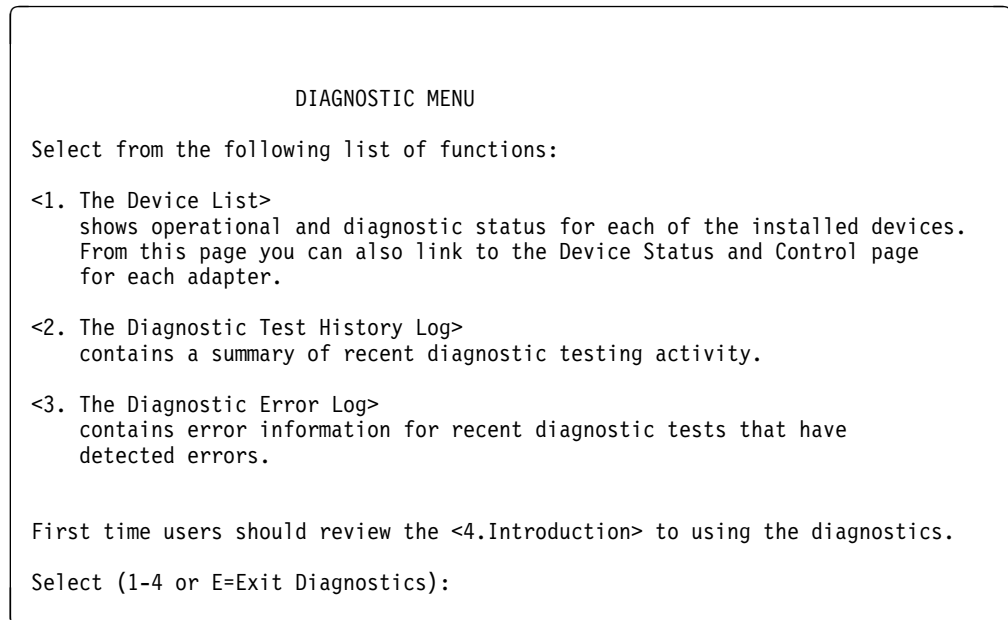 DIAGNOSTIC MENU
Select from the following list of functions:
<1. The Device List>
shows operational and diagnostic status for each of the installed devices.
From this page you can also link to the Device Status and Control page
for each adapter.
<2. The Diagnostic Test History Log>
contains a summary of recent diagnostic testing activity.
<3. The Diagnostic Error Log>
contains error information for recent diagnostic tests that have
detected errors.
First time users should review the <4.Introduction> to using the diagnostics.
Select (1-4 or E=Exit Diagnostics):